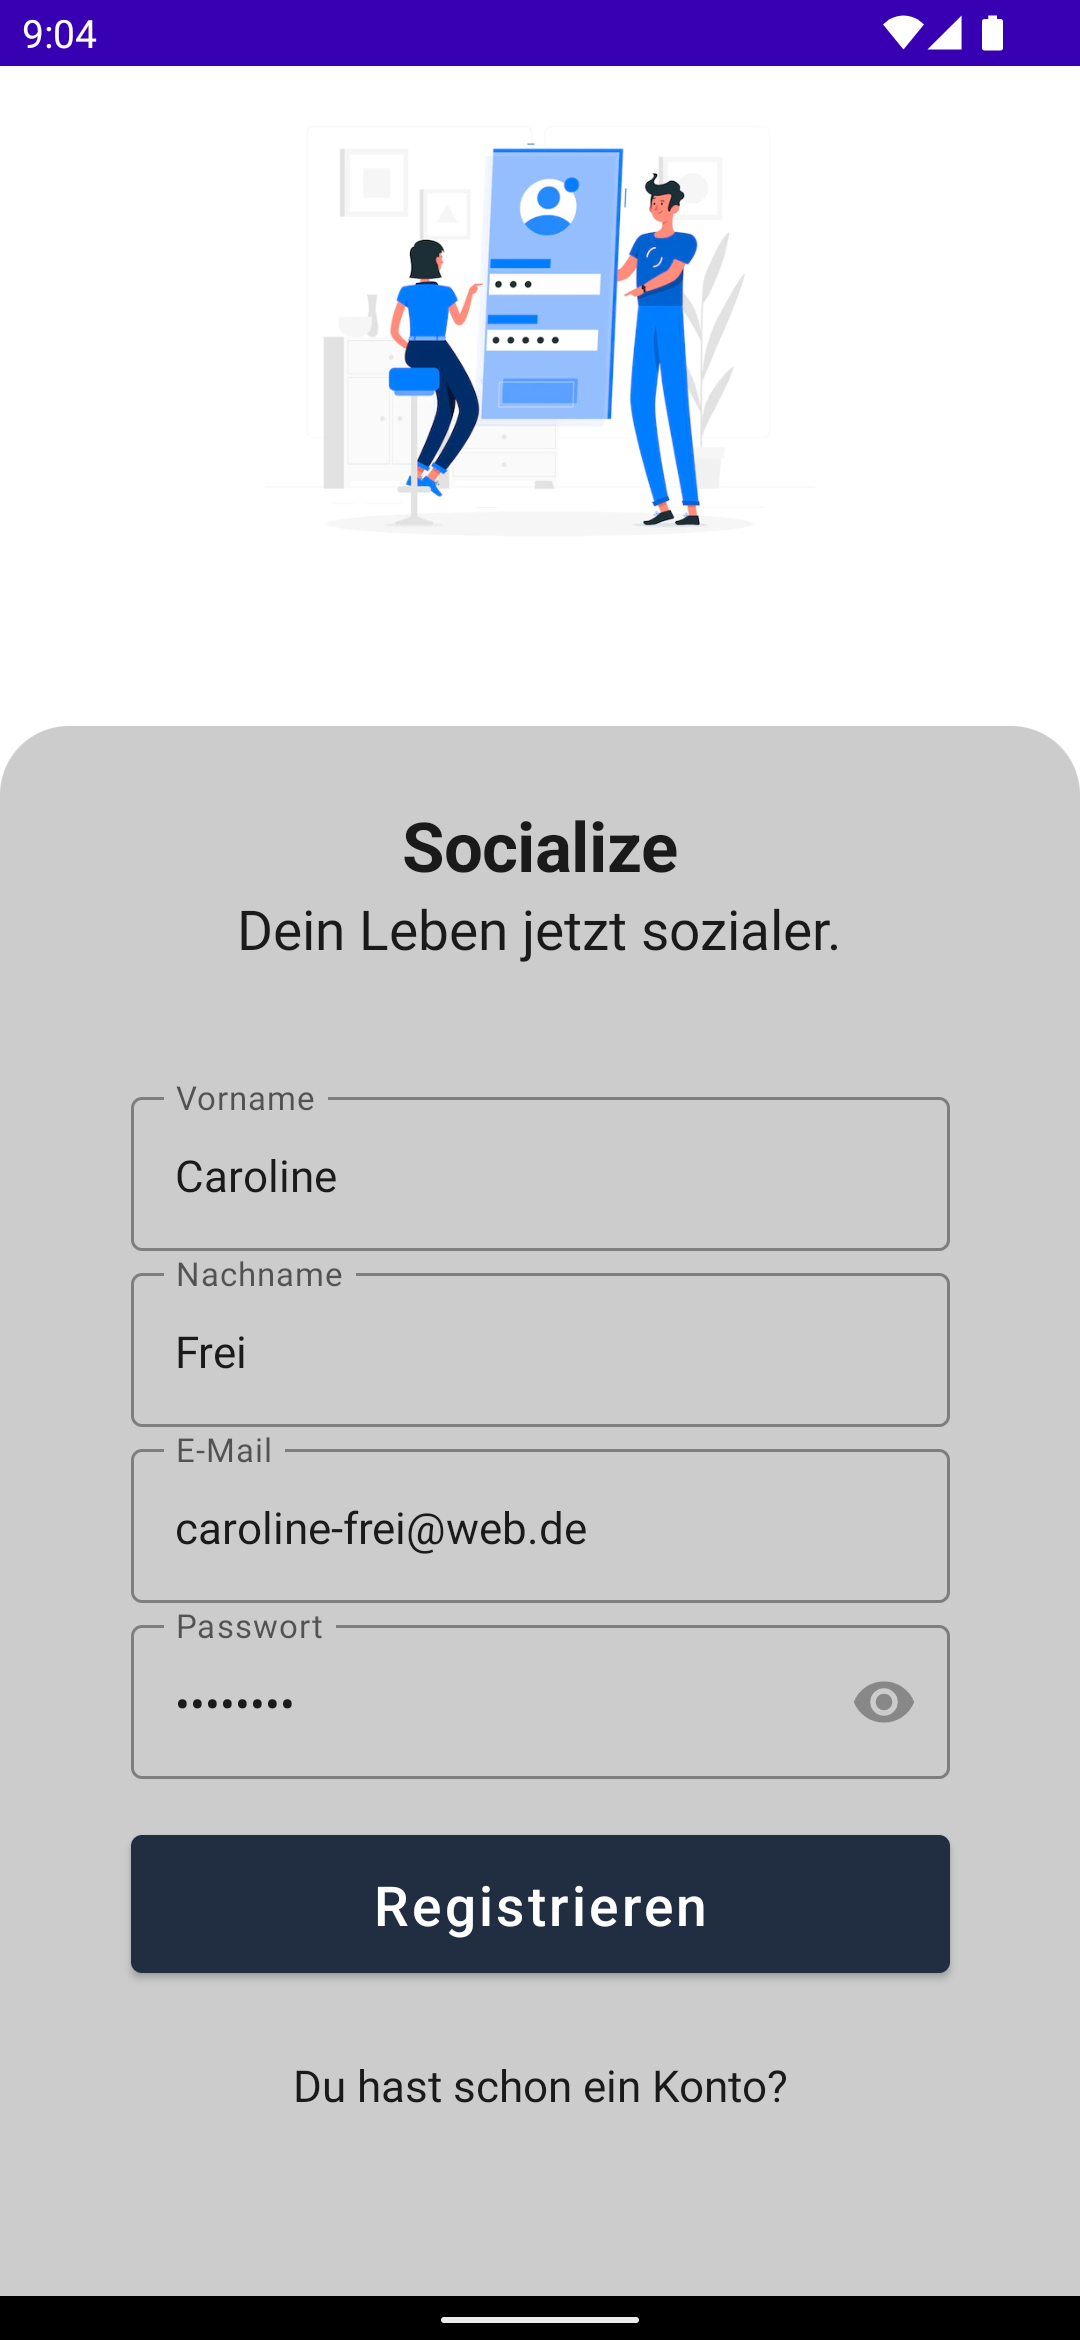 9:04
Socialize
Dein Leben jetzt sozialer.
Vorname
Caroline
Nachname
Frei
E-Mail
caroline-frei@web.de
Passwort
••••••••
Registrieren
Du hast schon ein Konto?